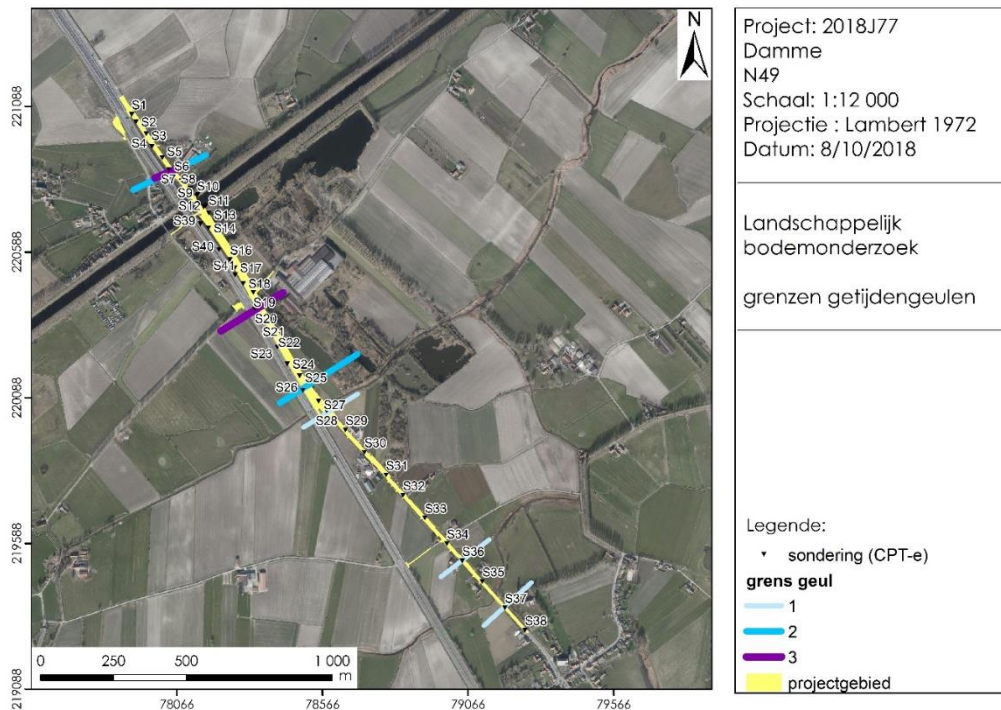 N
S1
S2
S3
S4
S5
S6
S7
S8
S9
S10
S11
S12
S13
S39
S14
S40
S16
S41
S17
S18
S19
S20
S21
S22
S23
S24
S25
S26
S27
S28
S29
S30
S31
S32
S33
S34
S36
S35
S37
S38
221088
220588
220088
219588
219088
78066
78566
79066
79566
0 250 500 1 000
m
Project: 2018J77
Damme
N49
Schaal: 1:12 000
Projectie : Lambert 1972
Datum: 8/10/2018
Landschappelijk
bodemonderzoek
grenzen getijdengeulen
Legende:
sondering (CPT-e)
grens geul
1
2
3
projectgebied